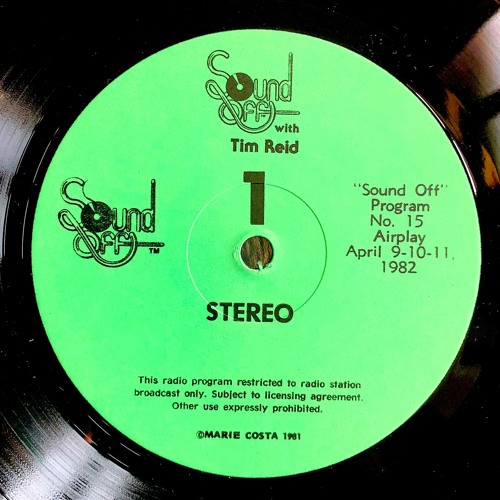 Sound
Off
with
Tim Reid
1
Sound
Off
TM
"Sound Off"
Program
No. 15
Airplay
April 9-10-11,
1982
STEREO
This radio program restricted to radio station
broadcast only. Subject to licensing agreement.
Other use expressly prohibited.
©MARIE COSTA 1981